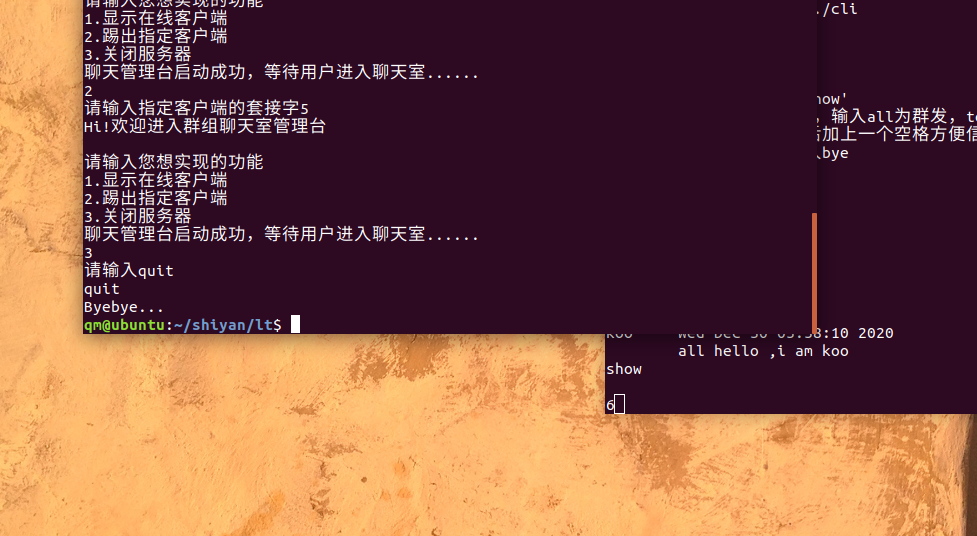 请输入您想实现的功能
1.显示在线客户端
2.踢出指定客户端
3.关闭服务器
聊天管理台启动成功，等待用户进入聊天室......
2
请输入指定客户端的套接字5
Hi!欢迎进入群组聊天室管理台
请输入您想实现的功能
1.显示在线客户端
2.踢出指定客户端
3.关闭服务器
聊天管理台启动成功，等待用户进入聊天室......
3
请输入quit
quit
Byebye...
qm@ubuntu:~/shiyan/lt$
./cli
how'
，输入all为群发，to
后加上一个空格方便信
bye
koo Wed Dec 30 05:38:10 2020
all hello ,i am koo
show
6